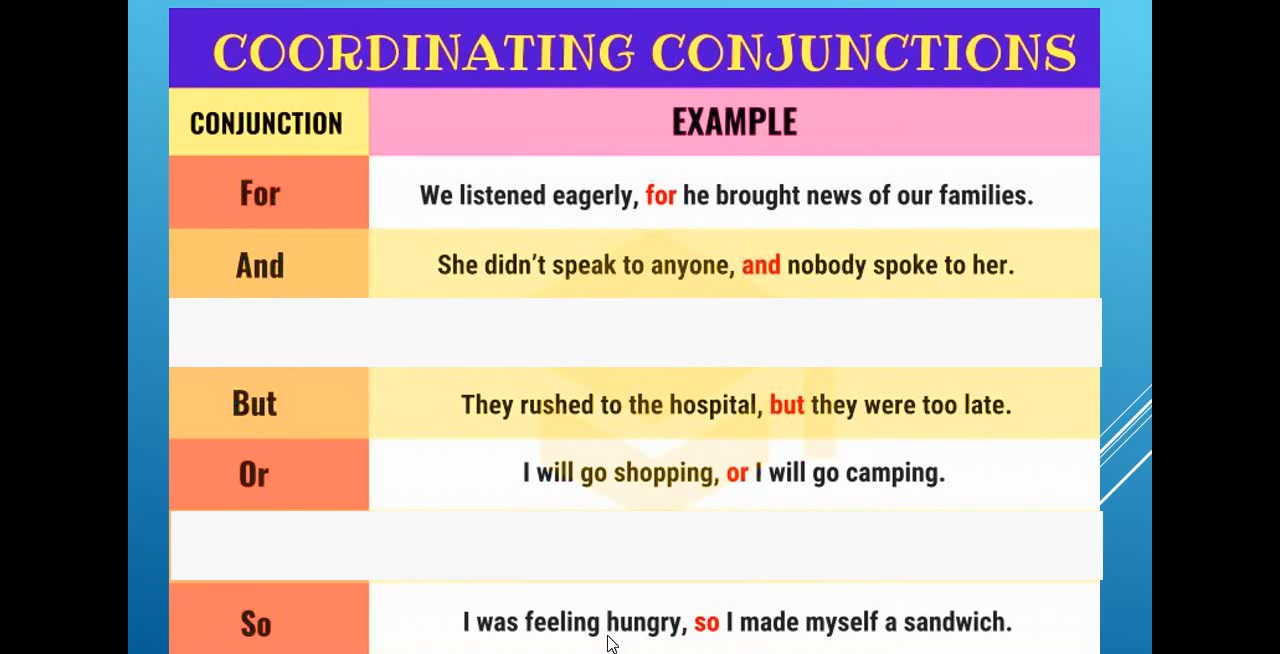 COORDINATING CONJUNCTIONS
CONJUNCTION EXAMPLE
For We listened eagerly, for he brought news of our families.
And She didn't speak to anyone, and nobody spoke to her.
But They rushed to the hospital, but they were too late.
Or I will go shopping, or I will go camping.
So I was feeling hungry, so I made myself a sandwich.